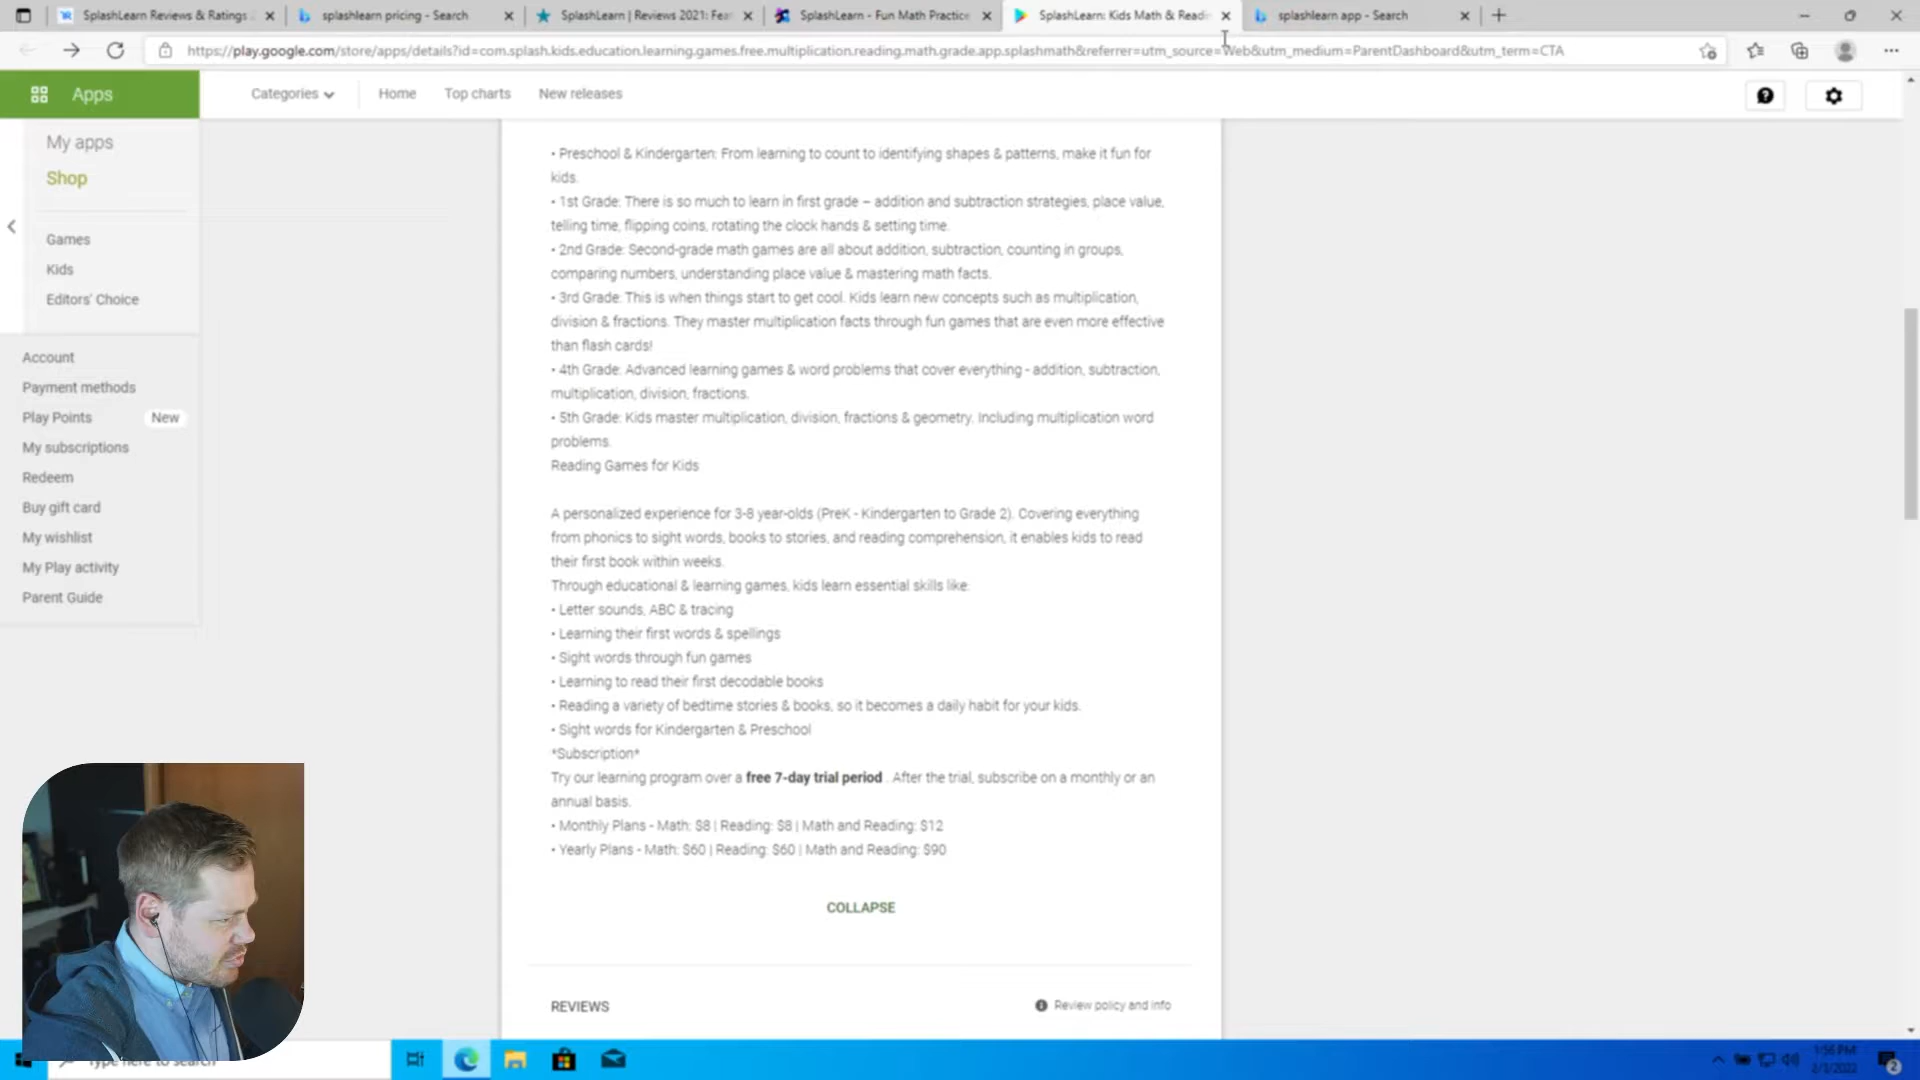 SplashLearn Reviews & Ratings 2
splashlearn pricing - Search
SplashLearn | Reviews 2021: Fea
SplashLearn - Fun Math Practice
SplashLearn: Kids Math & Readi
splashlearn app - Search
https://play.google.com/store/apps/details?id=com.splash.kids.education.learning.games.free.multiplication.reading.math.grade.app.splashmath&referrer=utm_source=Web&utm_medium=ParentDashboard&utm_term=CTA
Apps
Categories
Home
Top charts
New releases
My apps
Shop
Games
Kids
Editors' Choice
Account
Payment methods
Play Points
New
My subscriptions
Redeem
Buy gift card
My wishlist
My Play activity
Parent Guide
• Preschool & Kindergarten: From learning to count to identifying shapes & patterns, make it fun for
kids.
• 1st Grade: There is so much to learn in first grade – addition and subtraction strategies, place value,
telling time, flipping coins, rotating the clock hands & setting time.
• 2nd Grade: Second-grade math games are all about addition, subtraction, counting in groups,
comparing numbers, understanding place value & mastering math facts.
• 3rd Grade: This is when things start to get cool. Kids learn new concepts such as multiplication,
division & fractions. They master multiplication facts through fun games that are even more effective
than flash cards!
• 4th Grade: Advanced learning games & word problems that cover everything - addition, subtraction,
multiplication, division, fractions.
• 5th Grade: Kids master multiplication, division, fractions & geometry. Including multiplication word
problems.
Reading Games for Kids
A personalized experience for 3-8 year-olds (PreK - Kindergarten to Grade 2). Covering everything
from phonics to sight words, books to stories, and reading comprehension, it enables kids to read
their first book within weeks.
Through educational & learning games, kids learn essential skills like:
• Letter sounds, ABC & tracing
• Learning their first words & spellings
• Sight words through fun games
• Learning to read their first decodable books
• Reading a variety of bedtime stories & books, so it becomes a daily habit for your kids.
• Sight words for Kindergarten & Preschool
*Subscription*
Try our learning program over a free 7-day trial period . After the trial, subscribe on a monthly or an
annual basis.
• Monthly Plans - Math: $8 | Reading: $8 | Math and Reading: $12
• Yearly Plans - Math: $60 | Reading: $60 | Math and Reading: $90
COLLAPSE
REVIEWS
Review policy and info
Type here to search
1:56 PM
2